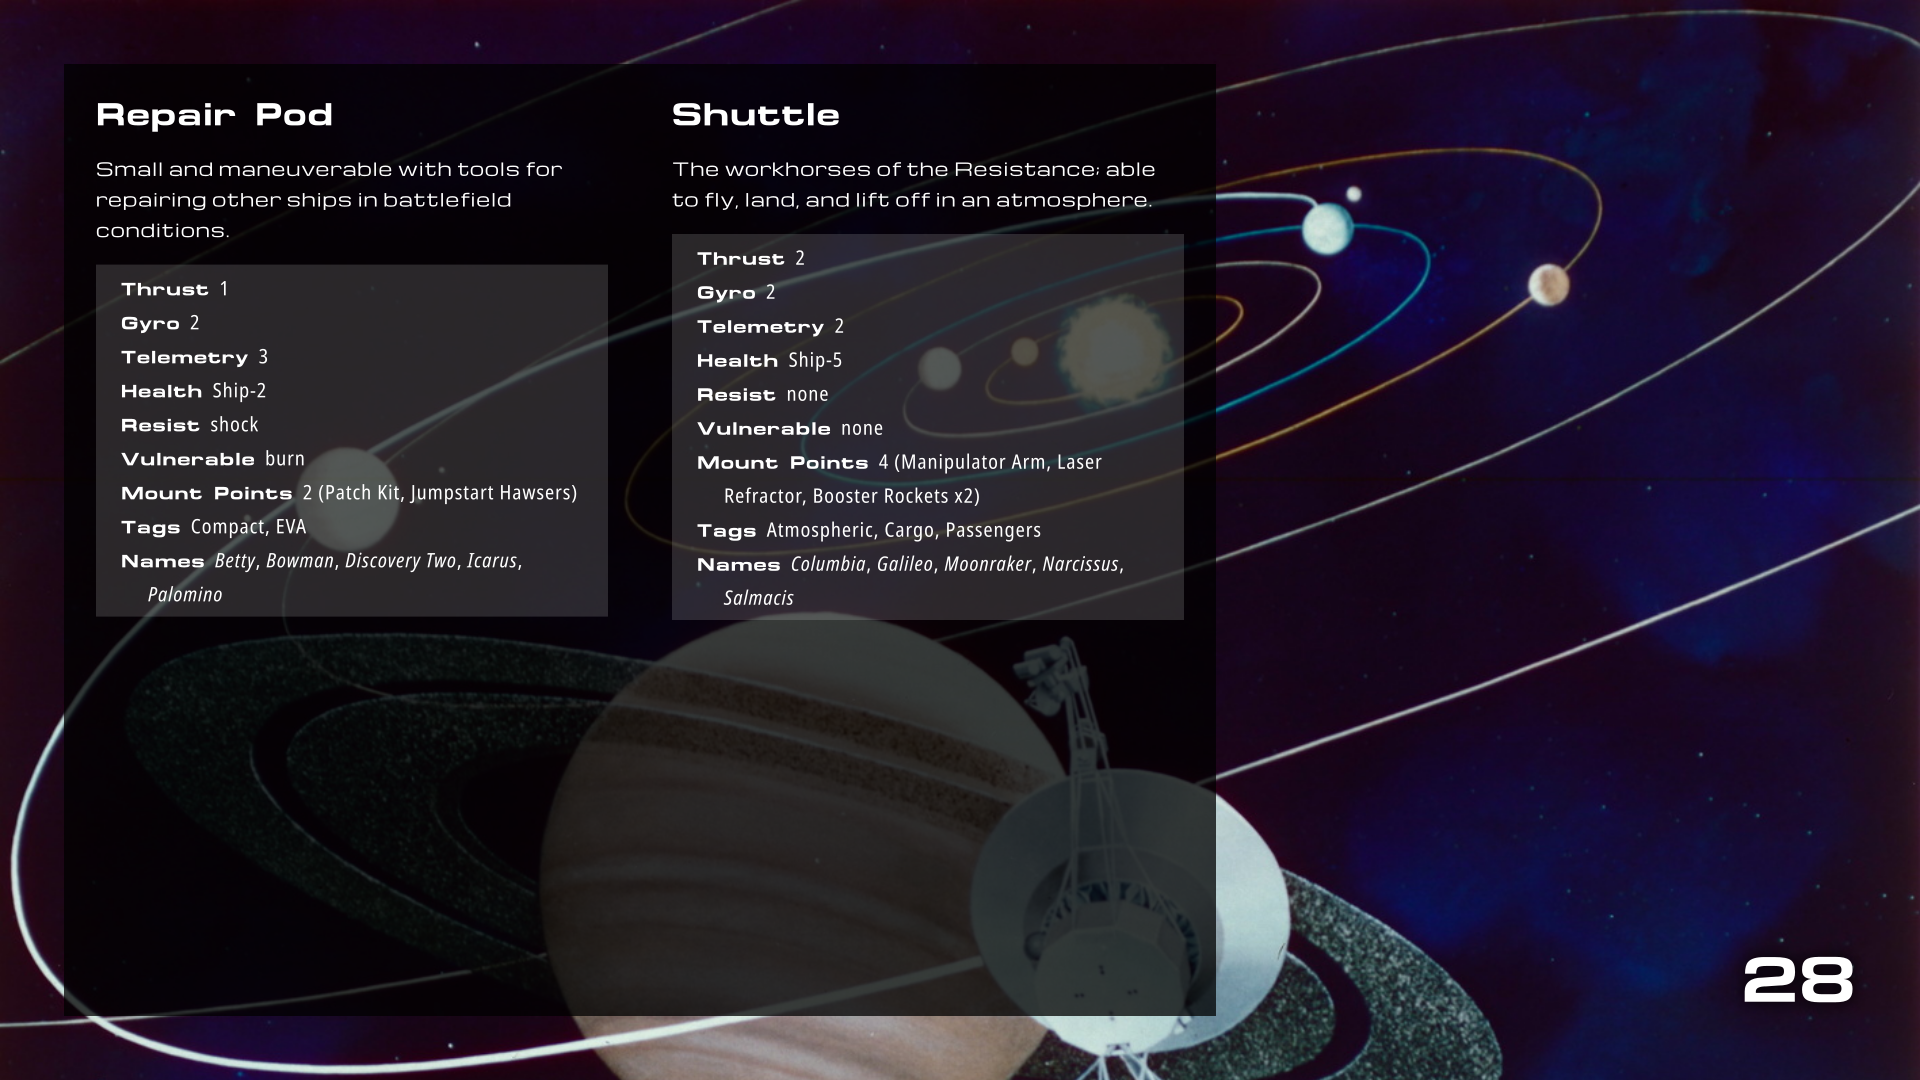 Repair Pod
Small and maneuverable with tools for
repairing other ships in battlefield
conditions.
Thrust 1
Gyro 2
Telemetry 3
Health Ship-2
Resist shock
Vulnerable burn
Mount Points 2 (Patch Kit, Jumpstart Hawsers)
Tags Compact, EVA
Names Betty, Bowman, Discovery Two, Icarus,
Palomino
Shuttle
The workhorses of the Resistance; able
to fly, land, and lift off in an atmosphere.
Thrust 2
Gyro 2
Telemetry 2
Health Ship-5
Resist none
Vulnerable none
Mount Points 4 (Manipulator Arm, Laser
Refractor, Booster Rockets x2)
Tags Atmospheric, Cargo, Passengers
Names Columbia, Galileo, Moonraker, Narcissus,
Salmacis
28